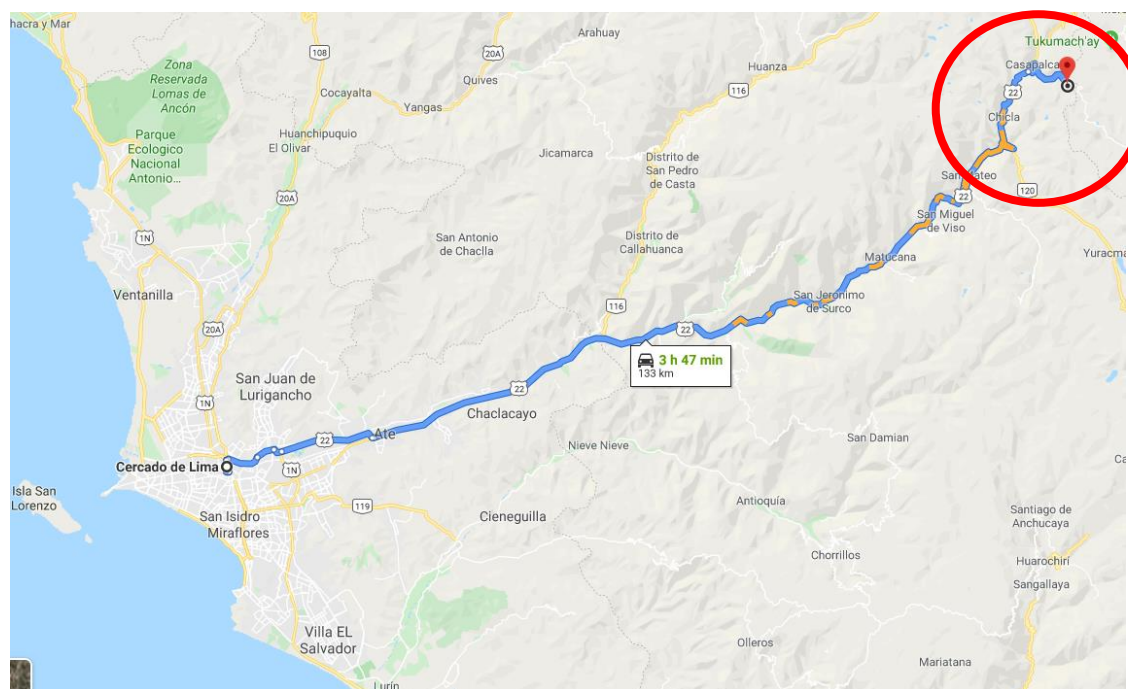 hacra y Mar
Zona
Reservada
Lomas de
Ancón
Parque
Ecologico
Nacional
Antonio...
108
20A
Arahuay
Huanza
Quives
Cocayalta
Yangas
116
Huanchipuquio
El Olivar
Jicamarca
Distrito de
San Pedro
de Casta
20A
1N
San Antonio
de Chaclla
Distrito de
Callahuanca
Tukumach'ay
Casapalca
22
Chicla
San Mateo
22
120
San Miguel
de Viso
Yuracma
Matucana
San Jerónimo
de Surco
Ventanilla
20A
116
22
3 h 47 min
133 km
San Juan de
Lurigancho
1N
22
Chaclacayo
22
Ate
Cercado de Lima
1N
Nieve Nieve
San Damian
Isla San
Lorenzo
119
San Isidro
Miraflores
Cieneguilla
Antioquía
Santiago de
Anchucaya
Chorrillos
Huarochirí
Sangallaya
Villa EL
Salvador
Olleros
Mariatana
Lurín